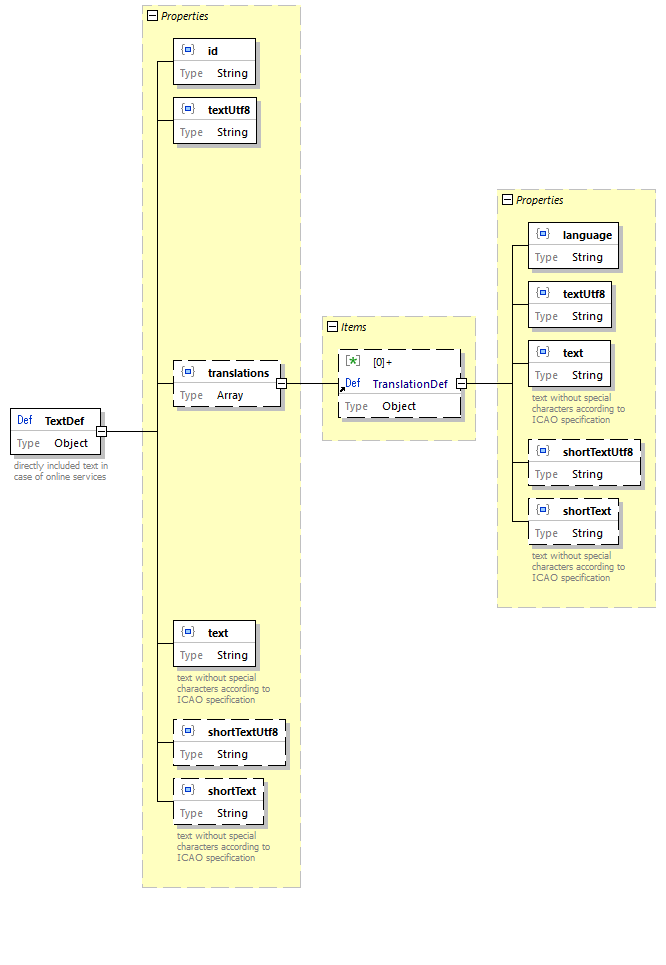 Properties
id
Type String
textUtf8
Type String
translations
Type Array
Items
[0]+
Def TranslationDef
Type Object
Properties
language
Type String
textUtf8
Type String
text
Type String
text without special
characters according to
ICAO specification
shortTextUtf8
Type String
shortText
Type String
text without special
characters according to
ICAO specification
Def TextDef
Type Object
directly included text in
case of online services
text
Type String
text without special
characters according to
ICAO specification
shortTextUtf8
Type String
shortText
Type String
text without special
characters according to
ICAO specification